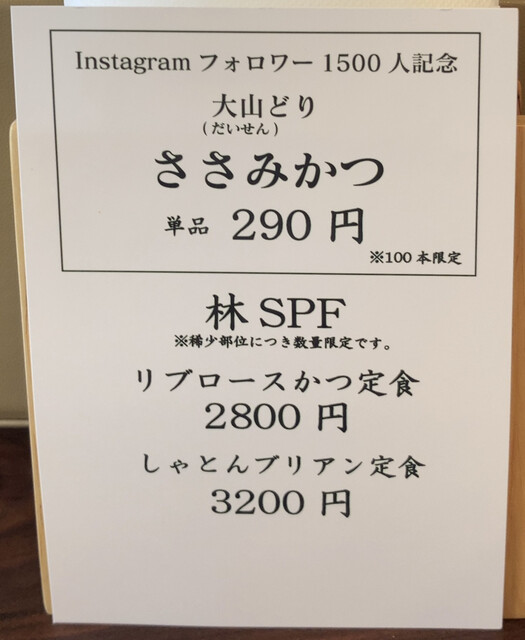 Instagram フォロワー 1500 人記念
大山どり
(だいせん)
ささみかつ
単品 290 円
※100 本限定
林 SPF
※稀少部位につき数量限定です。
リブロースかつ定食
2800 円
しゃとんブリアン定食
3200 円